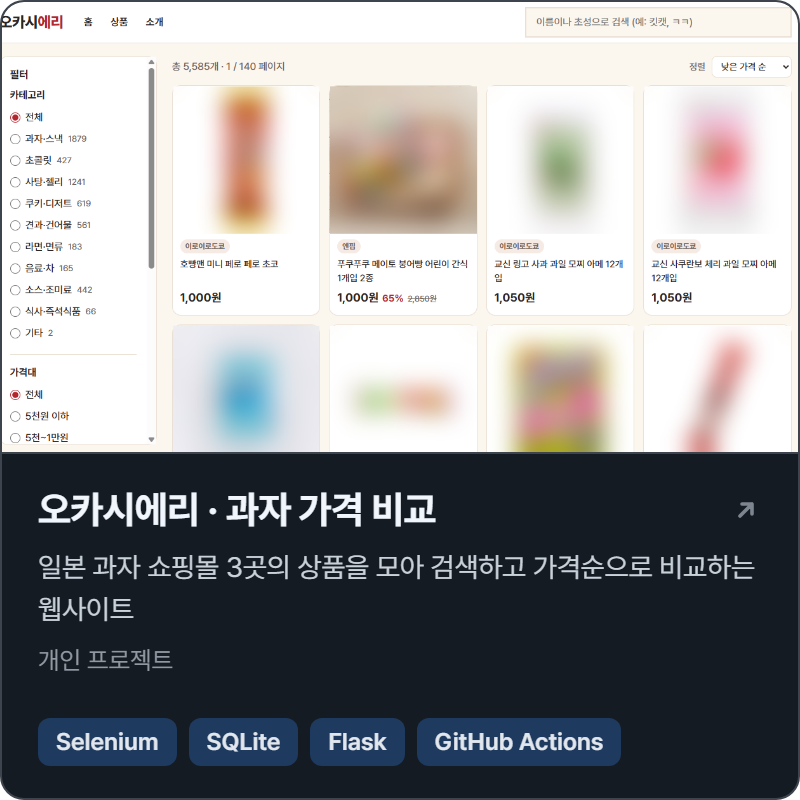 오카시에리
홈 상품 소개
이름이나 초성으로 검색 (예: 킷캣, ㅋㅋ)
필터
카테고리
전체
과자·스낵 1879
초콜릿 427
사탕·젤리 1241
쿠키·디저트 619
견과·건어물 561
라면·면류 183
음료·차 165
소스·조미료 442
식사·즉석식품 66
기타 2
가격대
전체
5천원 이하
5천~1만원
총 5,585개 · 1 / 140 페이지
정렬 낮은 가격 순
이로이로도쿄
호빵맨 미니 페로 페로 초코
1,000원
엔힙
푸쿠푸쿠 메이토 붕어빵 어린이 간식
1개입 2종
1,000원 65% 2,850원
이로이로도쿄
교신 링고 사과 과일 모찌 아메 12개
입
1,050원
이로이로도쿄
교신 사쿠란보 체리 과일 모찌 아메
12개입
1,050원
오카시에리 · 과자 가격 비교
일본 과자 쇼핑몰 3곳의 상품을 모아 검색하고 가격순으로 비교하는
웹사이트
개인 프로젝트
Selenium SQLite Flask GitHub Actions